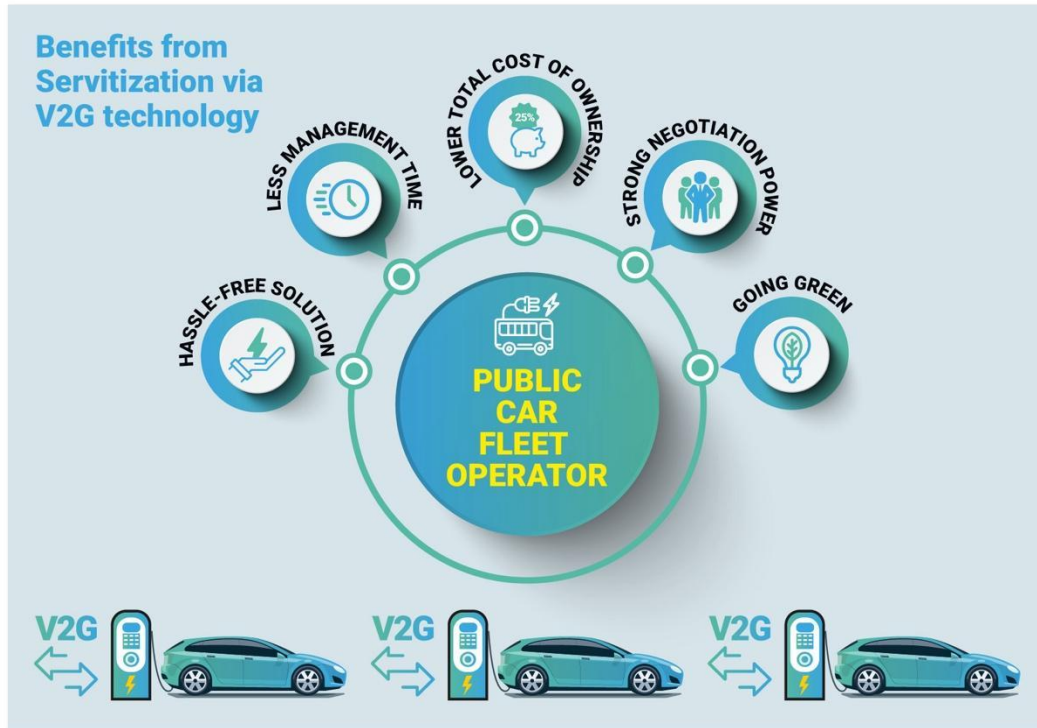 Benefits from
Servitization via
V2G technology
HASSLE-FREE SOLUTION
LESS MANAGEMENT TIME
LOWER TOTAL COST OF OWNERSHIP
25%
STRONG NEGOTIATION POWER
GOING GREEN
PUBLIC
CAR
FLEET
OPERATOR
V2G
V2G
V2G